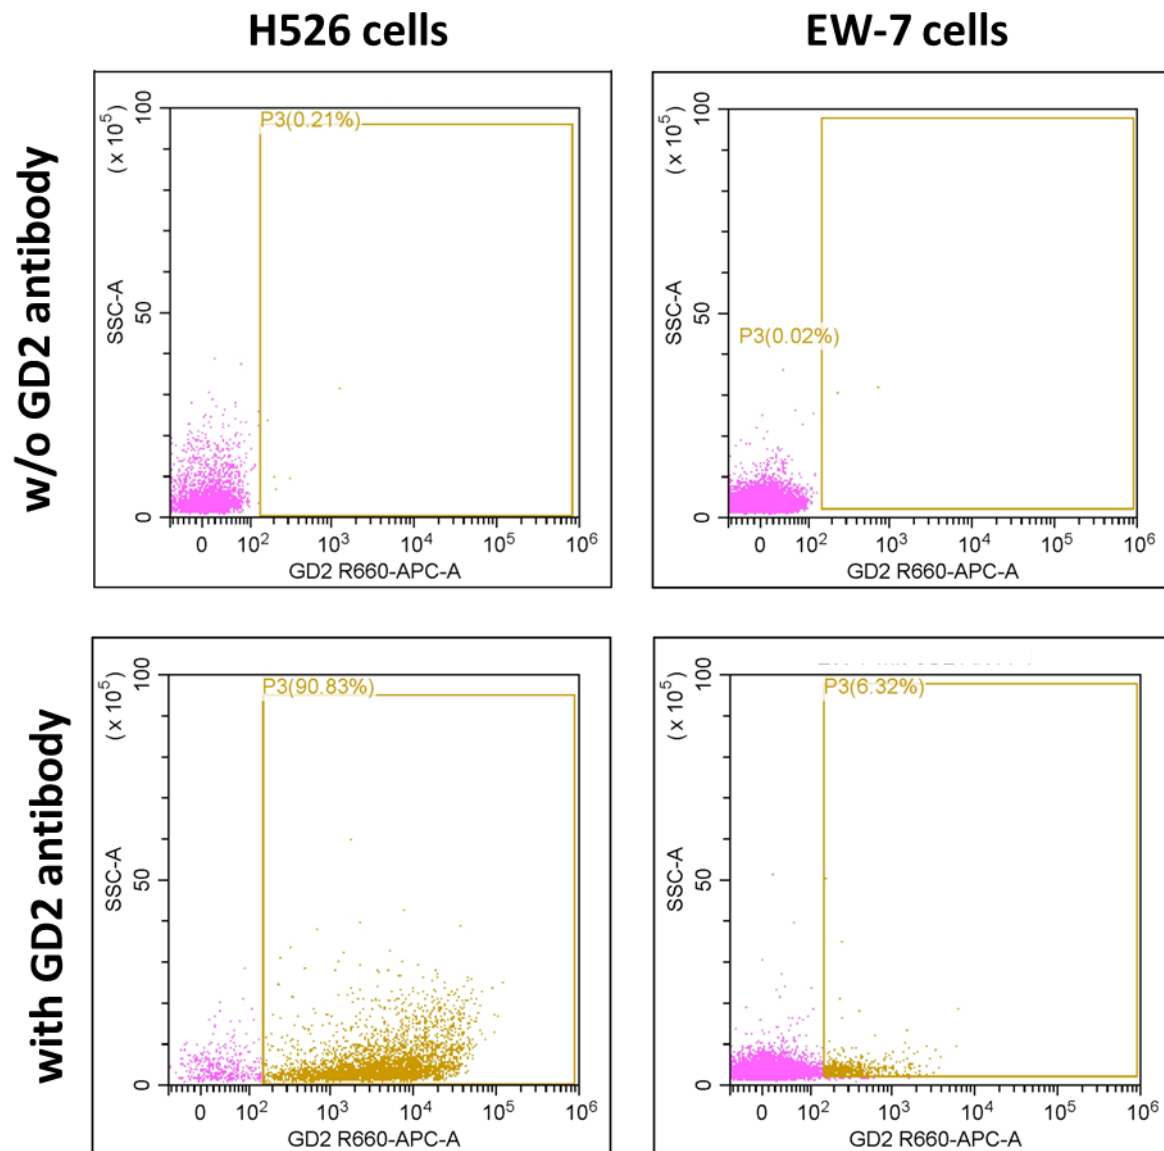 H526 cells
EW-7 cells
w/o GD2 antibody
(x 10⁵)
SSC-A
100
50
0
P3(0.21%)
0 10² 10³ 10⁴ 10⁵ 10⁶
GD2 R660-APC-A
(x 10⁵)
SSC-A
100
50
0
P3(0.02%)
0 10² 10³ 10⁴ 10⁵ 10⁶
GD2 R660-APC-A
with GD2 antibody
(x 10⁵)
SSC-A
100
50
0
P3(90.83%)
0 10² 10³ 10⁴ 10⁵ 10⁶
GD2 R660-APC-A
(x 10⁵)
SSC-A
100
50
0
P3(6.32%)
0 10² 10³ 10⁴ 10⁵ 10⁶
GD2 R660-APC-A